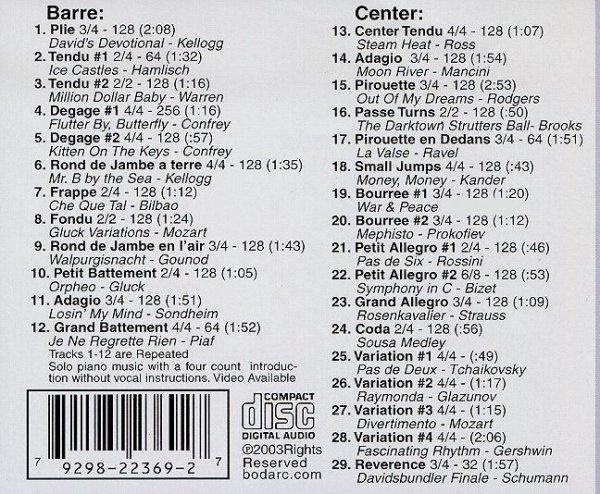 Barre:
1. Plie 3/4 - 128 (2:08)
David's Devotional - Kellogg
2. Tendu #1 2/4 - 64 (1:32)
Ice Castles - Hamlisch
3. Tendu #2 2/2 - 128 (1:16)
Million Dollar Baby - Warren
4. Degage #1 4/4 - 256 (1:16)
Flutter By, Butterfly - Confrey
5. Degage #2 4/4 - 128 (:57)
Kitten On The Keys - Confrey
6. Rond de Jambe a terre 4/4 - 128 (1:35)
Mr. B by the Sea - Kellogg
7. Frappe 2/4 - 128 (1:12)
Che Que Tal - Bilbao
8. Fondu 2/2 - 128 (1:24)
Gluck Variations - Mozart
9. Rond de Jambe en l'air 3/4 - 128 (1:43)
Walpurgisnacht - Gounod
10. Petit Battement 2/4 - 128 (1:05)
Orpheo - Gluck
11. Adagio 3/4 - 128 (1:51)
Losin' My Mind - Sondheim
12. Grand Battement 4/4 - 64 (1:52)
Je Ne Regrette Rien - Piaf
Tracks 1-12 are Repeated
Solo piano music with a four count introduc-
tion without vocal instructions. Video Available
7 9298-22369-2 7
COMPACT
disc
DIGITAL AUDIO
©2003Rights
Reserved
bodarc.com
Center:
13. Center Tendu 4/4 - 128 (1:07)
Steam Heat - Ross
14. Adagio 3/4 - 128 (1:54)
Moon River - Mancini
15. Pirouette 3/4 - 128 (2:53)
Out Of My Dreams - Rodgers
16. Passe Turns 2/2 - 128 (:50)
The Darktown Strutters Ball- Brooks
17. Pirouette en Dedans 3/4 - 64 (1:51)
La Valse - Ravel
18. Small Jumps 4/4 - 128 (:43)
Money, Money - Kander
19. Bourree #1 3/4 - 128 (1:20)
War & Peace
20. Bourree #2 3/4 - 128 (1:12)
Mephisto - Prokofiev
21. Petit Allegro #1 2/4 - 128 (:46)
Pas de Six - Rossini
22. Petit Allegro #2 6/8 - 128 (:53)
Symphony in C - Bizet
23. Grand Allegro 3/4 - 128 (1:09)
Rosenkavalier - Strauss
24. Coda 2/4 - 128 (:56)
Sousa Medley
25. Variation #1 4/4 - (:49)
Pas de Deux - Tchaikovsky
26. Variation #2 4/4 - (1:17)
Raymonda - Glazunov
27. Variation #3 4/4 - (1:15)
Divertimento - Mozart
28. Variation #4 4/4 - (2:06)
Fascinating Rhythm - Gershwin
29. Reverence 3/4 - 32 (1:57)
Davidsbundler Finale - Schumann